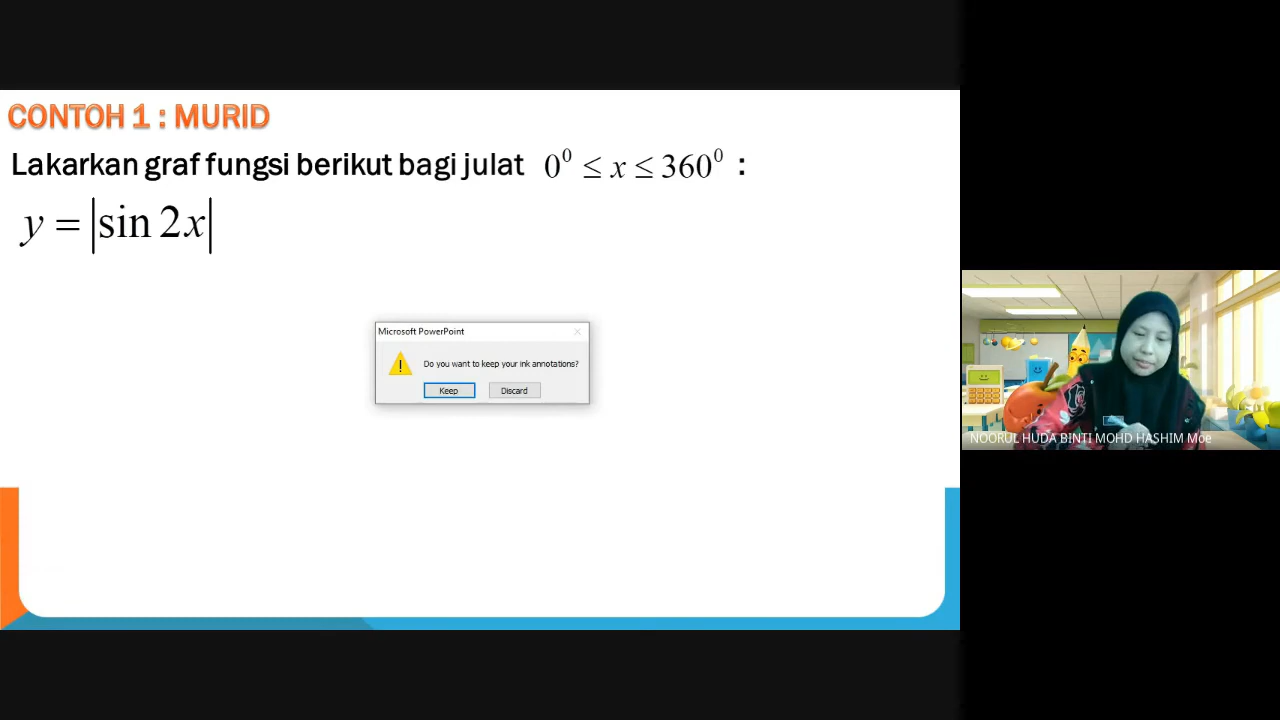 CONTOH 1 : MURID
Lakarkan graf fungsi berikut bagi julat 0⁰ ≤ x ≤ 360⁰ :
y = |sin 2x|
Microsoft PowerPoint
Do you want to keep your ink annotations?
Keep
Discard
NOORUL HUDA BINTI MOHD HASHIM Moe